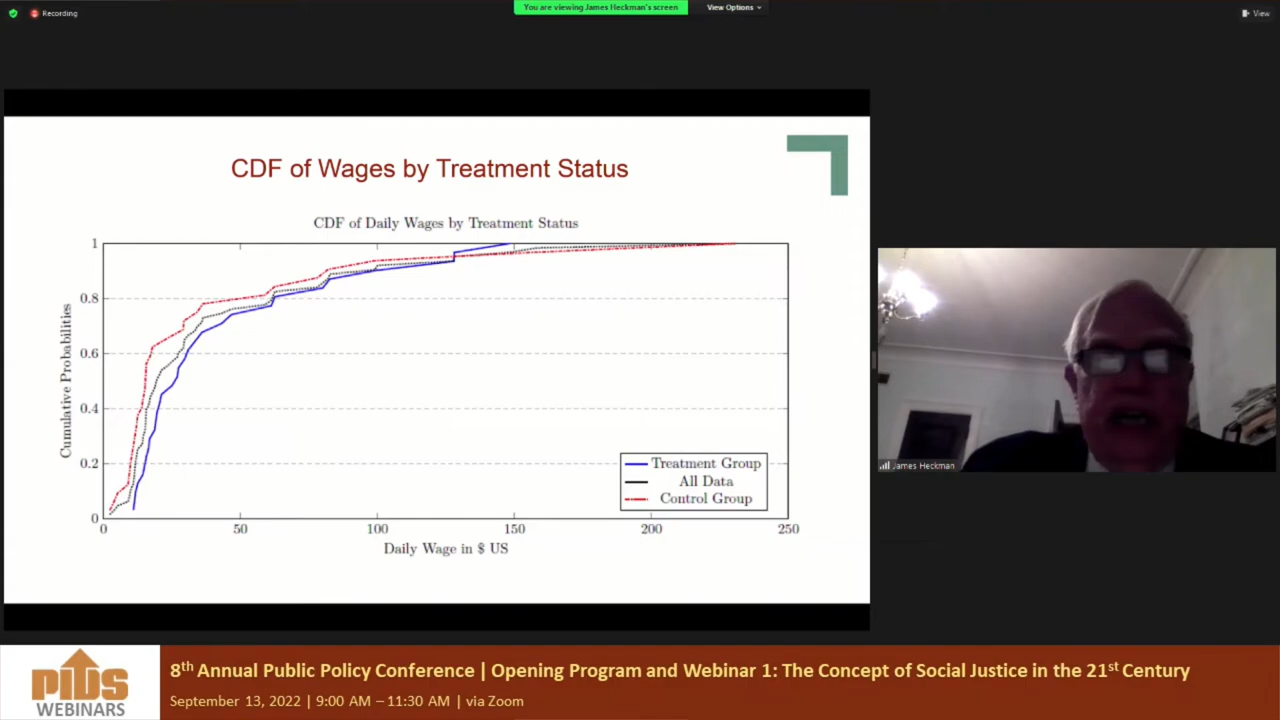 Recording
You are viewing James Heckman's screen
View Options
View
CDF of Wages by Treatment Status
CDF of Daily Wages by Treatment Status
1
0.8
0.6
0.4
0.2
0
Cumulative Probabilities
Treatment Group
All Data
Control Group
0 50 100 150 200 250
Daily Wage in $ US
James Heckman
PIDS
WEBINARS
8th Annual Public Policy Conference | Opening Program and Webinar 1: The Concept of Social Justice in the 21st Century
September 13, 2022 | 9:00 AM – 11:30 AM | via Zoom